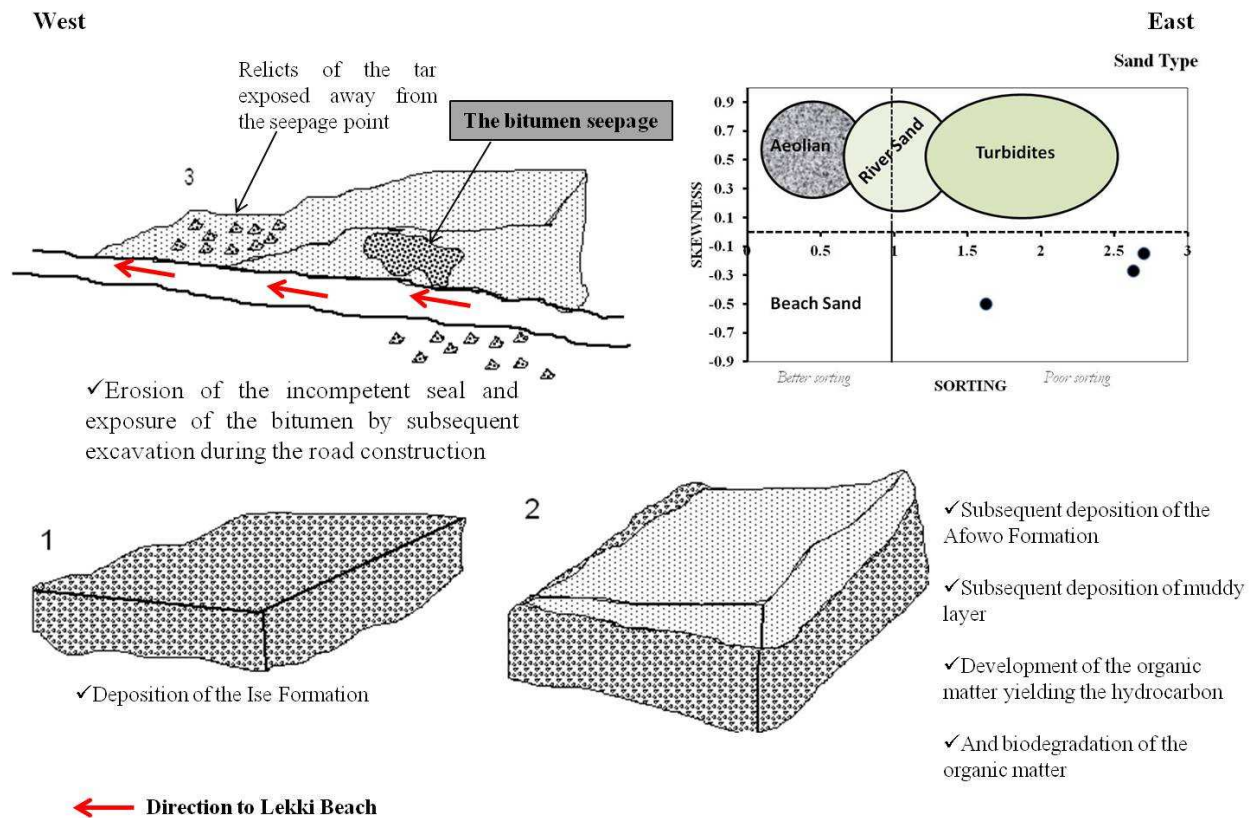 West
East
Sand Type
Relicts of the tar
exposed away from
the seepage point
The bitumen seepage
3
0.9
0.7
0.5
0.3
0.1
-0.1
-0.3
-0.5
-0.7
-0.9
SKEWNESS
Aeolian
River Sand
Turbidites
0
0.5
1
1.5
2
2.5
3
Beach Sand
Better sorting
SORTING
Poor sorting
✓Erosion of the incompetent seal and
exposure of the bitumen by subsequent
excavation during the road construction
1
✓Deposition of the Ise Formation
2
✓Subsequent deposition of the
Afowo Formation
✓Subsequent deposition of muddy
layer
✓Development of the organic
matter yielding the hydrocarbon
✓And biodegradation of the
organic matter
Direction to Lekki Beach